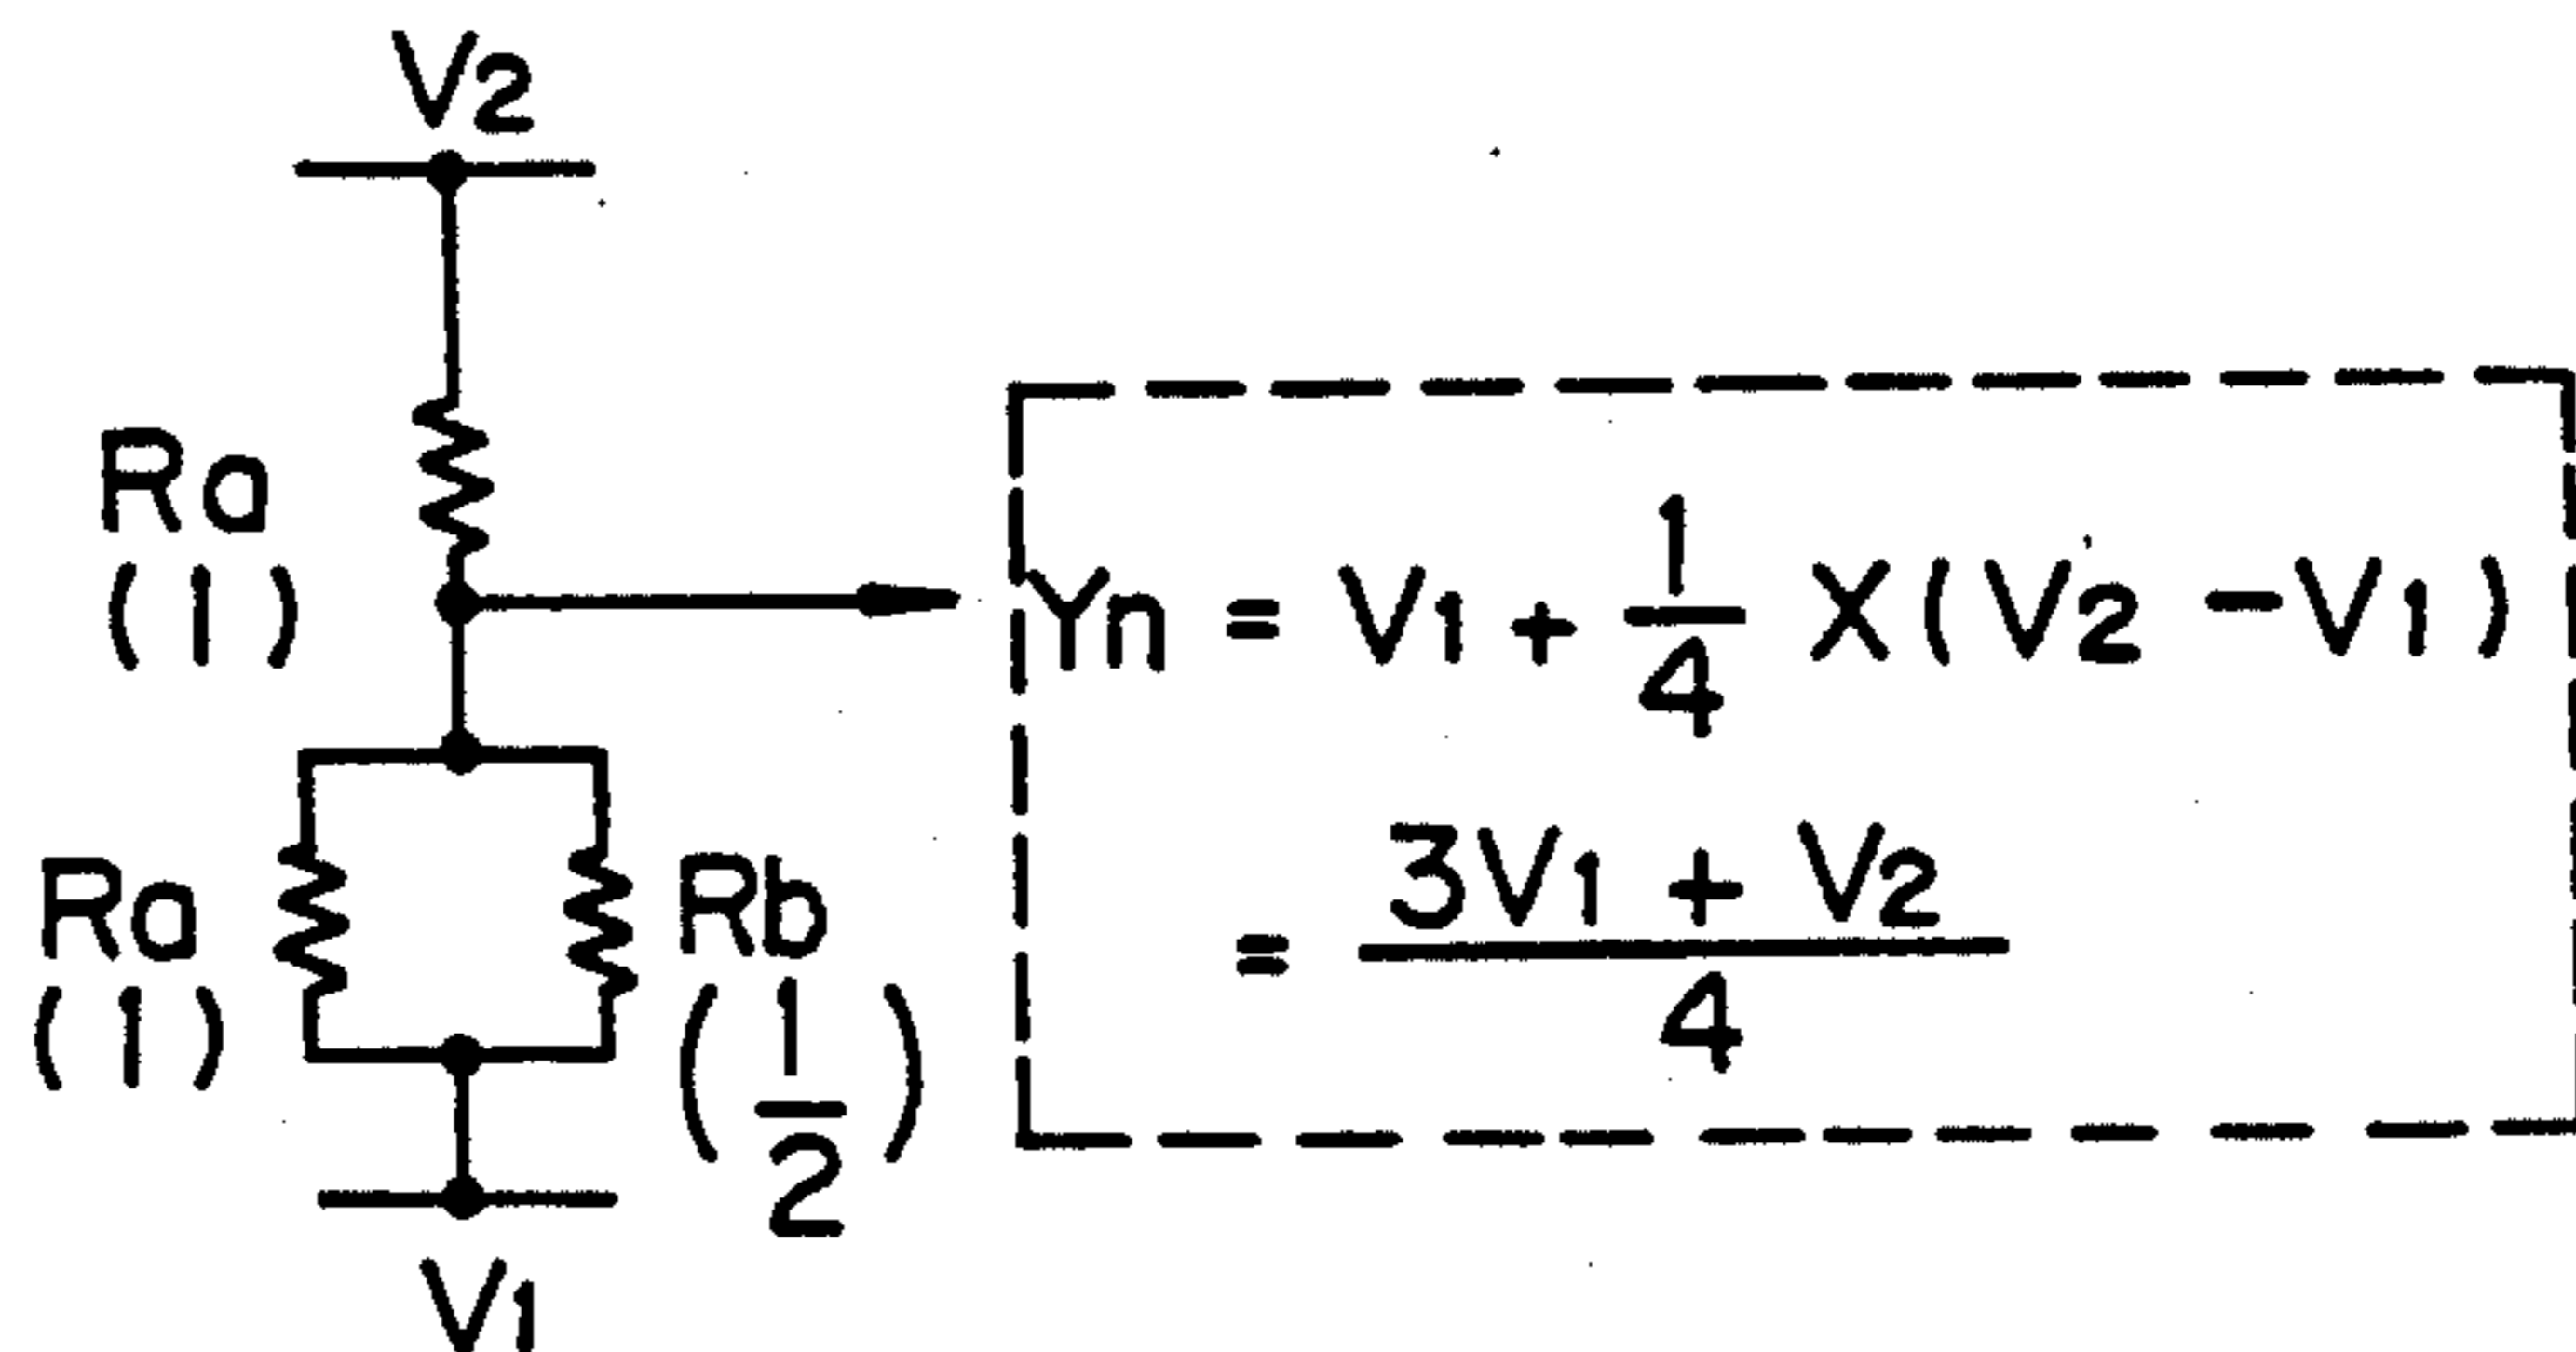 V2
Ra
(1)
Yn = V1 + 1/4 X (V2 - V1)
= 3V1 + V2 / 4
Ra
(1)
Rb
(1/2)
V1